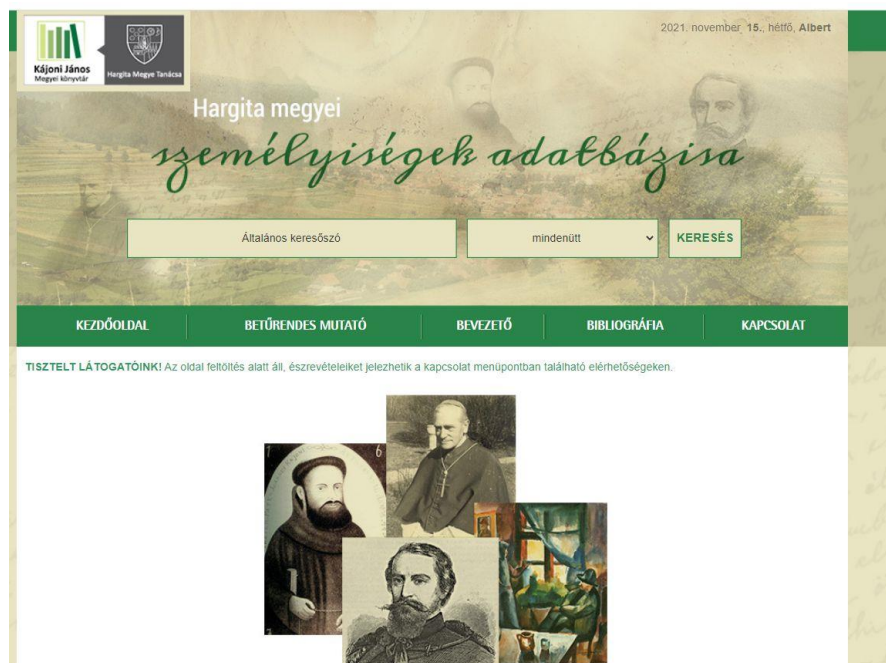 2021. november 15., hétfő, Albert
Kájoni János
Megyei könyvtár
Hargita Megye Tanácsa
Hargita megyei
személyiségek adatbázisa
Általános keresőszó
mindenütt
KERESÉS
KEZDŐOLDAL
BETŰRENDES MUTATÓ
BEVEZETŐ
BIBLIOGRÁFIA
KAPCSOLAT
TISZTELT LÁTOGATÓINK! Az oldal feltöltés alatt áll, észrevételeiket jelezhetik a kapcsolat menüpontban található elérhetőségeken.